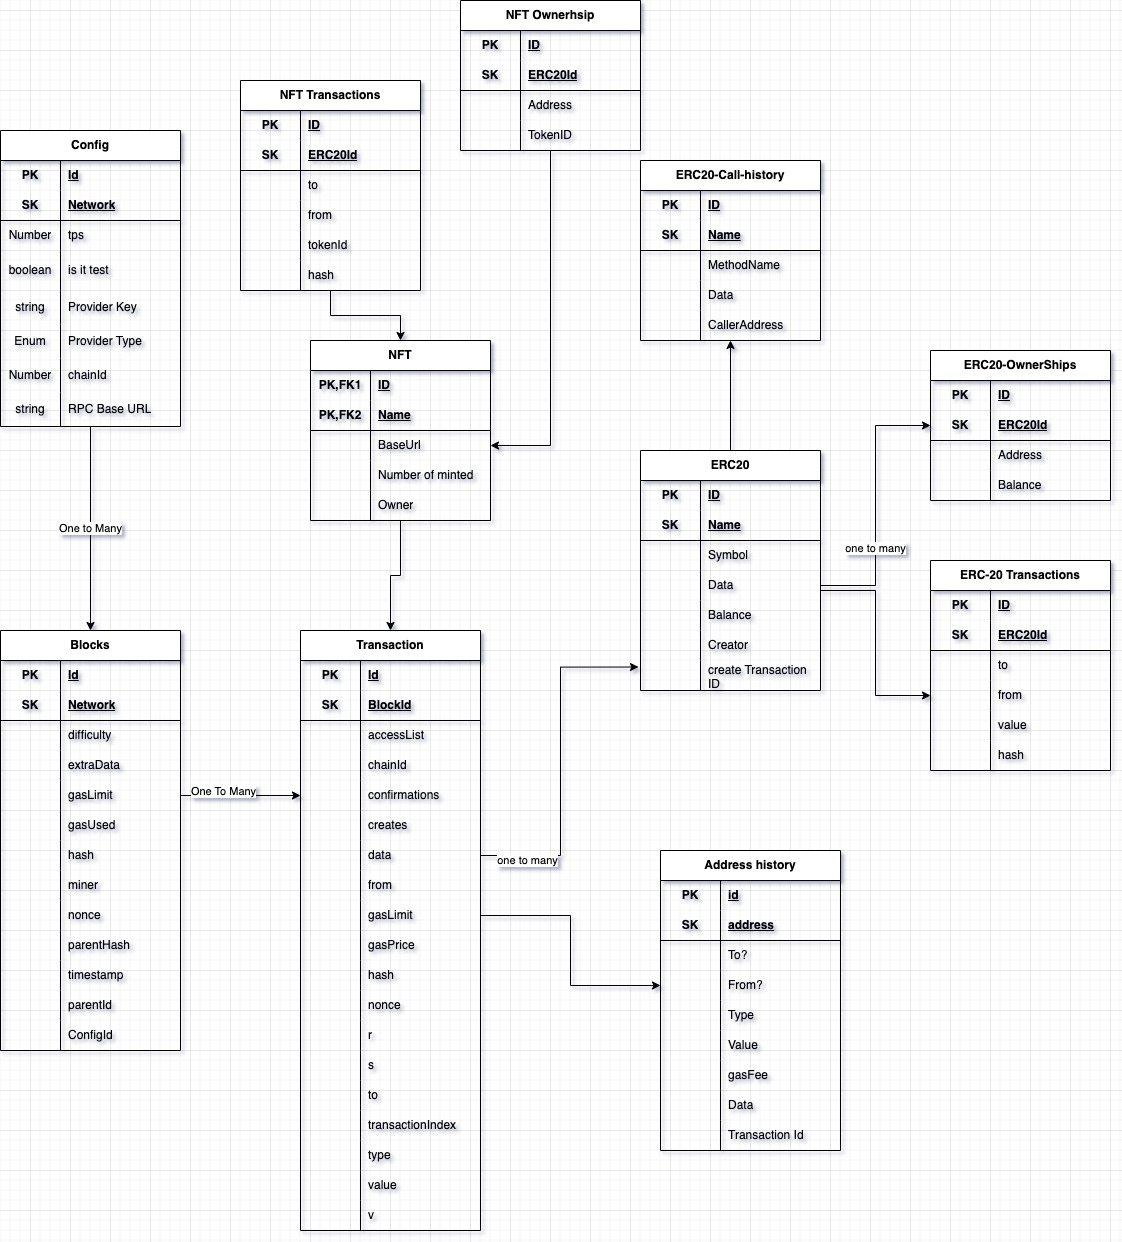 NFT Ownerhsip
PK ID
SK ERC20Id
Address
TokenID
NFT Transactions
PK ID
SK ERC20Id
to
from
tokenId
hash
Config
PK Id
SK Network
Number tps
boolean is it test
string Provider Key
Enum Provider Type
Number chainId
string RPC Base URL
ERC20-Call-history
PK ID
SK Name
MethodName
Data
CallerAddress
NFT
PK,FK1 ID
PK,FK2 Name
BaseUrl
Number of minted
Owner
ERC20-OwnerShips
PK ID
SK ERC20Id
Address
Balance
ERC20
PK ID
SK Name
Symbol
Data
Balance
Creator
create Transaction
ID
one to many
ERC-20 Transactions
PK ID
SK ERC20Id
to
from
value
hash
One to Many
Blocks
PK Id
SK Network
difficulty
extraData
gasLimit
gasUsed
hash
miner
nonce
parentHash
timestamp
parentId
ConfigId
One To Many
Transaction
PK Id
SK BlockId
accessList
chainId
confirmations
creates
data
from
gasLimit
gasPrice
hash
nonce
r
s
to
transactionIndex
type
value
v
one to many
Address history
PK id
SK address
To?
From?
Type
Value
gasFee
Data
Transaction Id